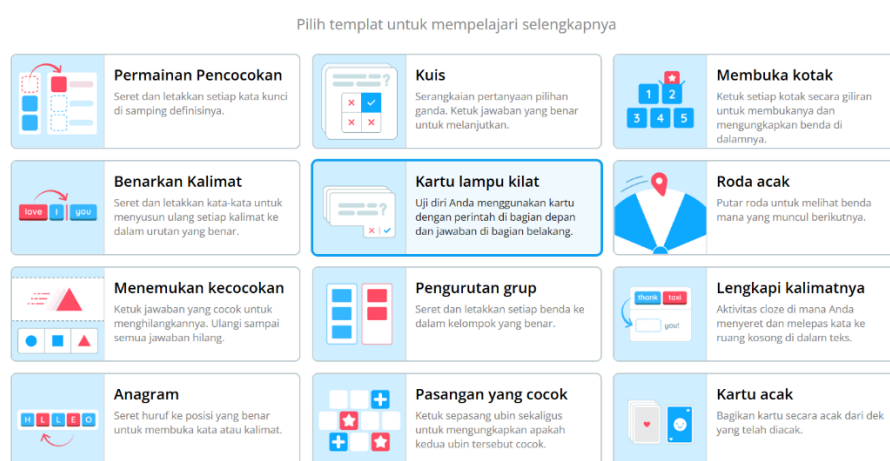 Pilih templat untuk mempelajari selengkapnya
Permainan Pencocokan
Seret dan letakkan setiap kata kunci
di samping definisinya.
Kuis
?
Serangkaian pertanyaan pilihan
ganda. Ketuk jawaban yang benar
untuk melanjutkan.
Membuka kotak
1 2
3 4 5
Ketuk setiap kotak secara giliran
untuk membukanya dan
mengungkapkan benda di
dalamnya.
Benarkan Kalimat
love I you
Seret dan letakkan kata-kata untuk
menyusun ulang setiap kalimat ke
dalam urutan yang benar.
Kartu lampu kilat
?
Uji diri Anda menggunakan kartu
dengan perintah di bagian depan
dan jawaban di bagian belakang.
Roda acak
Putar roda untuk melihat benda
mana yang muncul berikutnya.
Menemukan kecocokan
Ketuk jawaban yang cocok untuk
menghilangkannya. Ulangi sampai
semua jawaban hilang.
Pengurutan grup
Seret dan letakkan setiap benda ke
dalam kelompok yang benar.
Lengkapi kalimatnya
thank taxi
you!
Aktivitas cloze di mana Anda
menyeret dan melepas kata ke
ruang kosong di dalam teks.
Anagram
H L L E O
Seret huruf ke posisi yang benar
untuk membuka kata atau kalimat.
Pasangan yang cocok
Ketuk sepasang ubin sekaligus
untuk mengungkapkan apakah
kedua ubin tersebut cocok.
Kartu acak
Bagikan kartu secara acak dari dek
yang telah diacak.